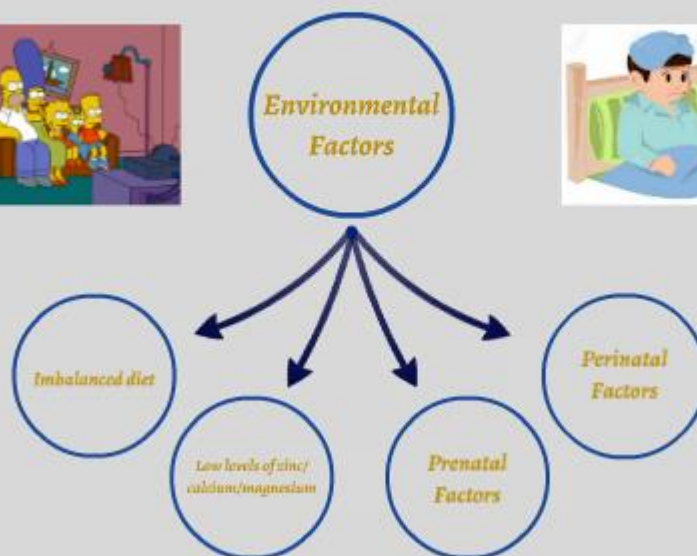 Environmental
Factors
Imbalanced diet
Low levels of zinc/
calcium/magnesium
Prenatal
Factors
Perinatal
Factors